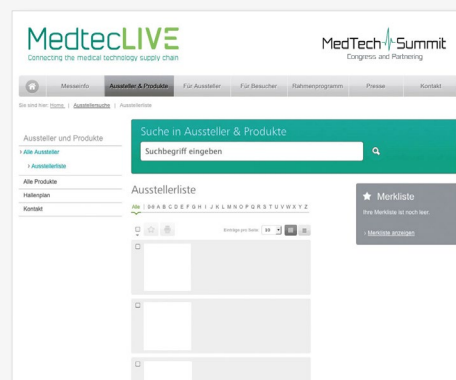 MedtecLIVE
Connecting the medical technology supply chain
MedTech Summit
Congress and Partnering
Messeinfo
Aussteller & Produkte
Für Aussteller
Für Besucher
Rahmenprogramm
Presse
Kontakt
Sie sind hier: Home | Ausstellersuche | Ausstellerliste
Aussteller und Produkte
› Alle Aussteller
› Ausstellerliste
Alle Produkte
Hallenplan
Kontakt
Suche in Aussteller & Produkte
Suchbegriff eingeben
Ausstellerliste
Alle | 0-9 A B C D E F G H I J K L M N O P Q R S T U V W X Y Z
Einträge pro Seite
Merkliste
Ihre Merkliste ist noch leer.
› Merkliste anzeigen